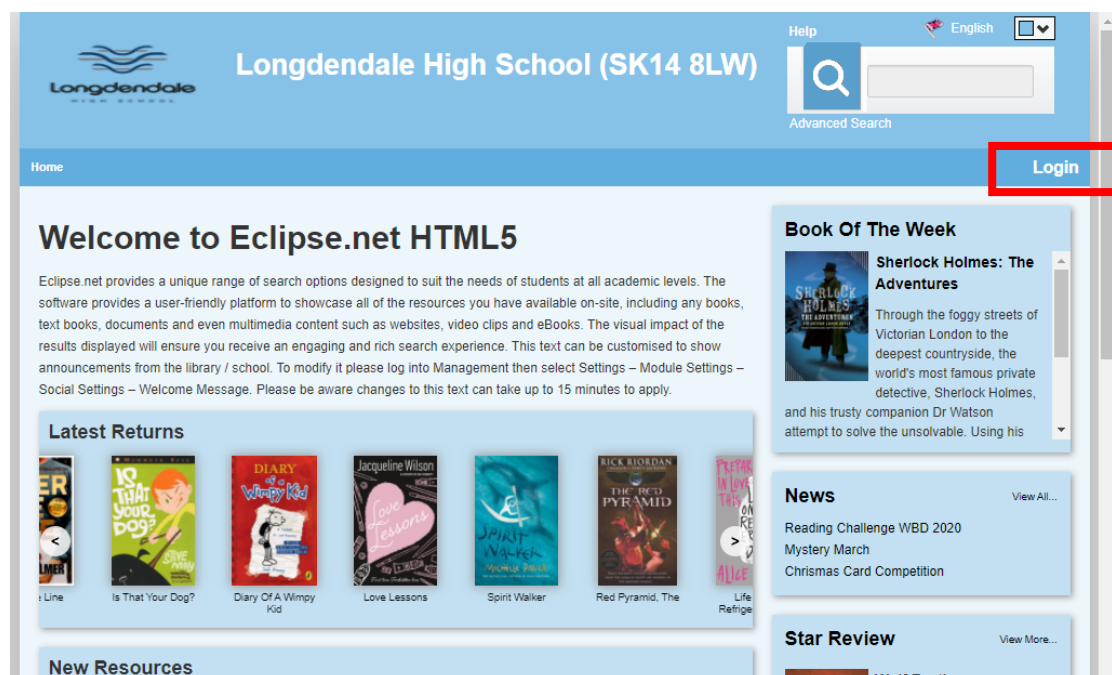 Help
English
Longdendale
HIGH SCHOOL
Longdendale High School (SK14 8LW)
Advanced Search
Home
Login
Welcome to Eclipse.net HTML5
Eclipse.net provides a unique range of search options designed to suit the needs of students at all academic levels. The
software provides a user-friendly platform to showcase all of the resources you have available on-site, including any books,
text books, documents and even multimedia content such as websites, video clips and eBooks. The visual impact of the
results displayed will ensure you receive an engaging and rich search experience. This text can be customised to show
announcements from the library / school. To modify it please log into Management then select Settings – Module Settings –
Social Settings – Welcome Message. Please be aware changes to this text can take up to 15 minutes to apply.
Latest Returns
IS THAT YOUR DOG?
DIARY
of a
Wimpy Kid
Jacqueline Wilson
Love
Lessons
SPIRIT
WALKER
RICK RIORDAN
THE RED
PYRAMID
<
>
Line
Is That Your Dog?
Diary Of A Wimpy
Kid
Love Lessons
Spirit Walker
Red Pyramid, The
Life
Refrige
New Resources
Book Of The Week
SHERLOCK
HOLMES
THE ADVENTURES
Sherlock Holmes: The
Adventures
Through the foggy streets of
Victorian London to the
deepest countryside, the
world's most famous private
detective, Sherlock Holmes,
and his trusty companion Dr Watson
attempt to solve the unsolvable. Using his
News
View All...
Reading Challenge WBD 2020
Mystery March
Chrismas Card Competition
Star Review
View More...